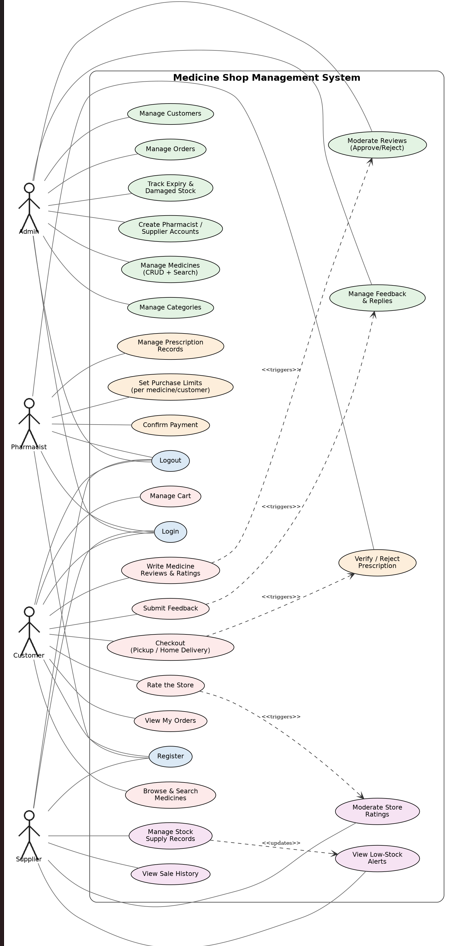 Medicine Shop Management System
Manage Customers
Moderate Reviews
(Approve/Reject)
Manage Orders
Track Expiry &
Damaged Stock
Admin
Create Pharmacist /
Supplier Accounts
Manage Medicines
(CRUD + Search)
Manage Feedback
& Replies
Manage Categories
Manage Prescription
Records
<<triggers>>
Set Purchase Limits
(per medicine/customer)
Confirm Payment
Pharmacist
Logout
Manage Cart
<<triggers>>
Login
Write Medicine
Reviews & Ratings
Verify / Reject
Prescription
<<triggers>>
Submit Feedback
Checkout
(Pickup / Home Delivery)
Customer
Rate the Store
<<triggers>>
View My Orders
Register
Browse & Search
Medicines
Moderate Store
Ratings
Manage Stock
Supply Records
<<updates>>
Supplier
View Low-Stock
Alerts
View Sale History